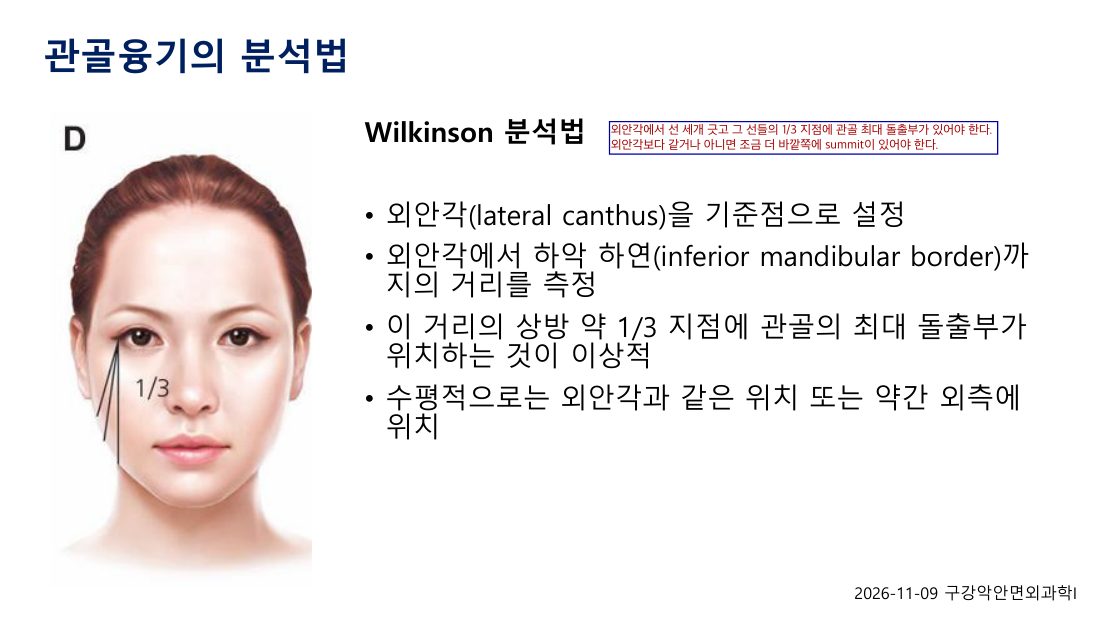 관골융기의 분석법
D
1/3
Wilkinson 분석법
외안각에서 선 세개 긋고 그 선들의 1/3 지점에 관골 최대 돌출부가 있어야 한다.
외안각보다 같거나 아니면 조금 더 바깥쪽에 summit이 있어야 한다.
• 외안각(lateral canthus)을 기준점으로 설정
• 외안각에서 하악 하연(inferior mandibular border)까
지의 거리를 측정
• 이 거리의 상방 약 1/3 지점에 관골의 최대 돌출부가
위치하는 것이 이상적
• 수평적으로는 외안각과 같은 위치 또는 약간 외측에
위치
2026-11-09 구강악안면외과학I